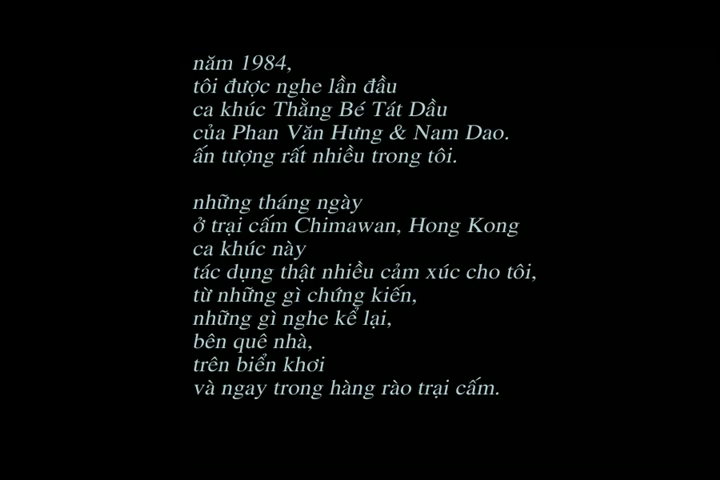 năm 1984,
tôi được nghe lần đầu
ca khúc Thằng Bé Tát Dầu
của Phan Văn Hưng & Nam Dao.
ấn tượng rất nhiều trong tôi.
những tháng ngày
ở trại cấm Chimawan, Hong Kong
ca khúc này
tác dụng thật nhiều cảm xúc cho tôi,
từ những gì chứng kiến,
những gì nghe kể lại,
bên quê nhà,
trên biển khơi
và ngay trong hàng rào trại cấm.